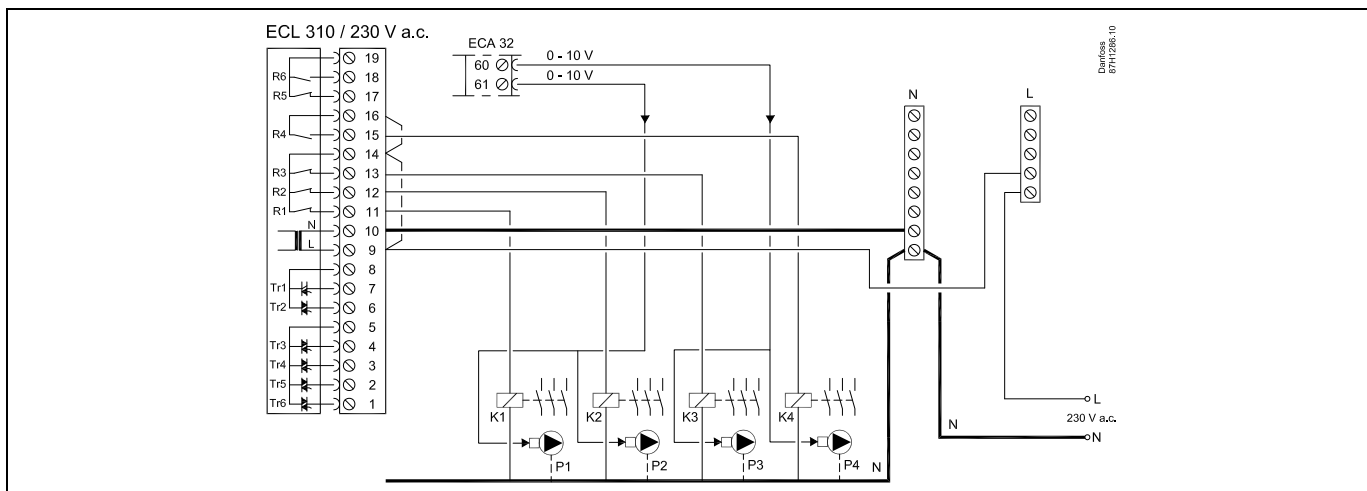 ECL 310 / 230 V a.c.
ECA 32
60
61
0 - 10 V
0 - 10 V
Danfoss
87H1286.10
N
L
R6
R5
R4
R3
R2
R1
N
L
Tr1
Tr2
Tr3
Tr4
Tr5
Tr6
19
18
17
16
15
14
13
12
11
10
9
8
7
6
5
4
3
2
1
K1
K2
K3
K4
P1
P2
P3
P4
N
N
L
230 V a.c.
N